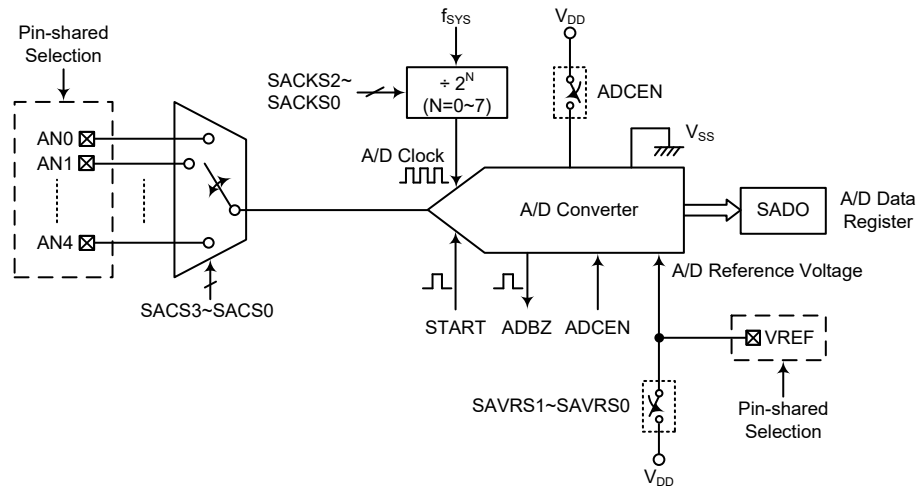 Pin-shared
Selection
AN0
AN1
AN4
SACS3~SACS0
f_SYS
SACKS2~
SACKS0
÷ 2^N
(N=0~7)
A/D Clock
V_DD
ADCEN
V_SS
A/D Converter
SADO
A/D Data
Register
A/D Reference Voltage
START
ADBZ
ADCEN
VREF
Pin-shared
Selection
SAVRS1~SAVRS0
V_DD